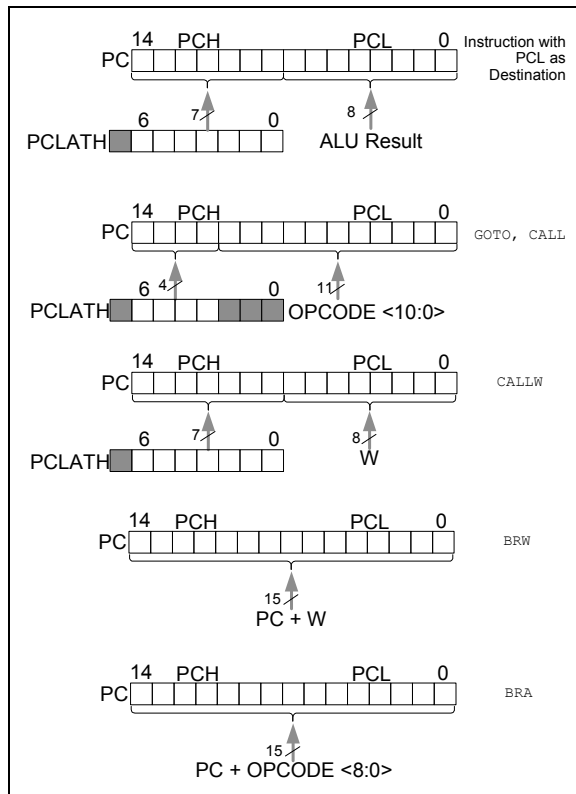 14 PCH PCL 0
PC
Instruction with
PCL as
Destination
7 8
6 0
PCLATH
ALU Result
14 PCH PCL 0
PC
GOTO, CALL
4 11
6 0
PCLATH
OPCODE <10:0>
14 PCH PCL 0
PC
CALLW
7 8
6 0
PCLATH
W
14 PCH PCL 0
PC
BRW
15
PC + W
14 PCH PCL 0
PC
BRA
15
PC + OPCODE <8:0>